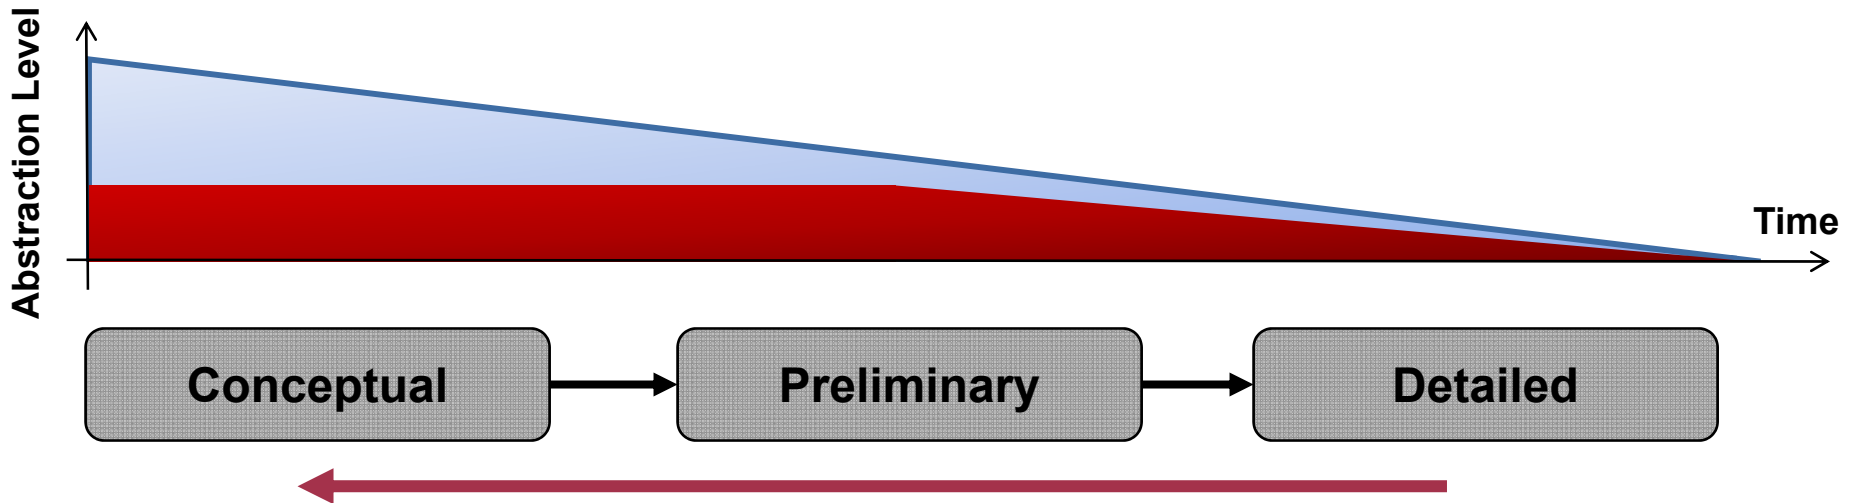 Abstraction Level
Time
Conceptual
Preliminary
Detailed